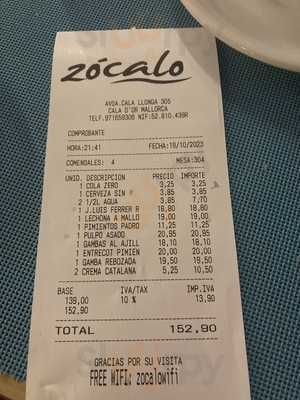 zócalo
AVDA.CALA LLONGA 305
CALA D'OR MALLORCA
TELF.971659306 NIF:52.810.439R
COMPROBANTE
HORA:21:41 FECHA:18/10/2023
COMENSALES: 4 MESA:304
UNID. DESCRIPCION PRECIO IMPORTE
1 COLA ZERO 3,25 3,25
1 CERVEZA SIN 3,85 3,85
2 1/2L AGUA 3,85 7,70
1 J.LUIS FERRER R 18,80 18,80
1 LECHONA A MALLO 19,00 19,00
1 PIMIENTOS PADRO 11,25 11,25
1 PULPO ASADO 20,95 20,95
1 GAMBAS AL AJILL 18,10 18,10
1 ENTRECOT PIMIEN 20,00 20,00
1 GAMBA REBOZADA 19,50 19,50
2 CREMA CATALANA 5,25 10,50
BASE IVA/TAX IMP.IVA
139,00 10 % 13,90
152,90
TOTAL 152,90
GRACIAS POR SU VISITA
FREE WIFI: zocalowifi